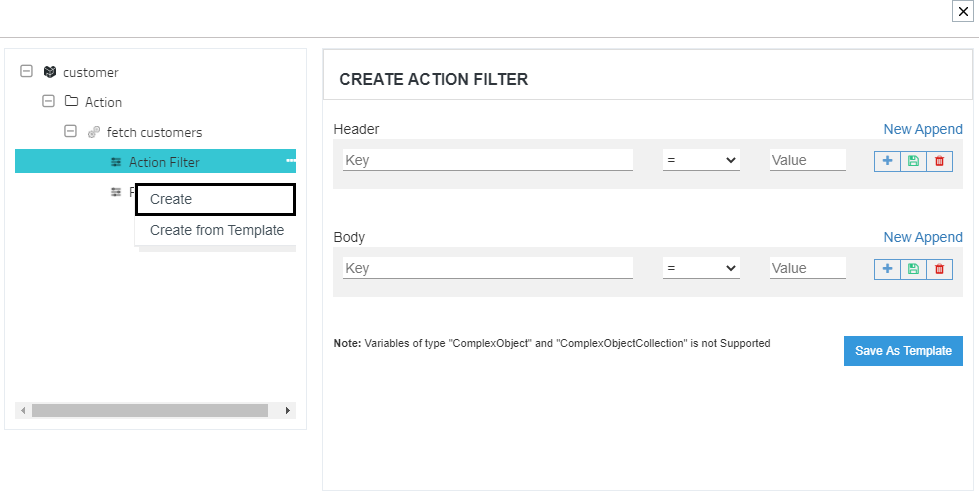 customer
Action
fetch customers
Action Filter
Create
Create from Template
CREATE ACTION FILTER
Header
New Append
Key
=
Value
Body
New Append
Key
=
Value
Note: Variables of type "ComplexObject" and "ComplexObjectCollection" is not Supported
Save As Template